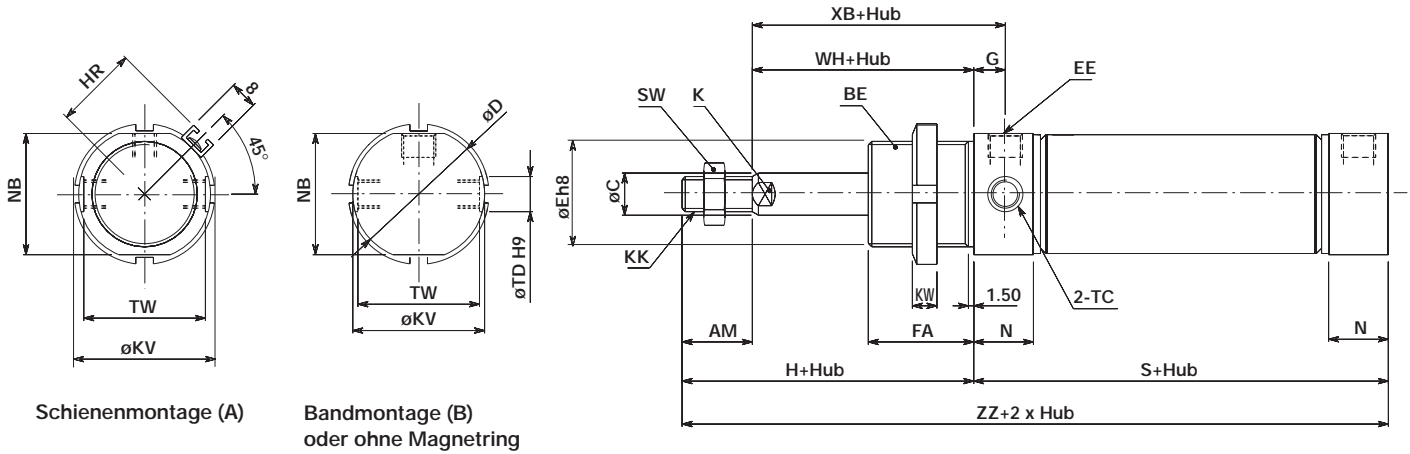 XB+Hub
WH+Hub
G
EE
HR
8
SW
K
BE
øD
45°
NB
NB
øEh8
øC
øTD H9
KK
TW
TW
KW
1.50
2-TC
øKV
øKV
AM
FA
N
N
H+Hub
S+Hub
ZZ+2 x Hub
Schienenmontage (A)
Bandmontage (B)
oder ohne Magnetring